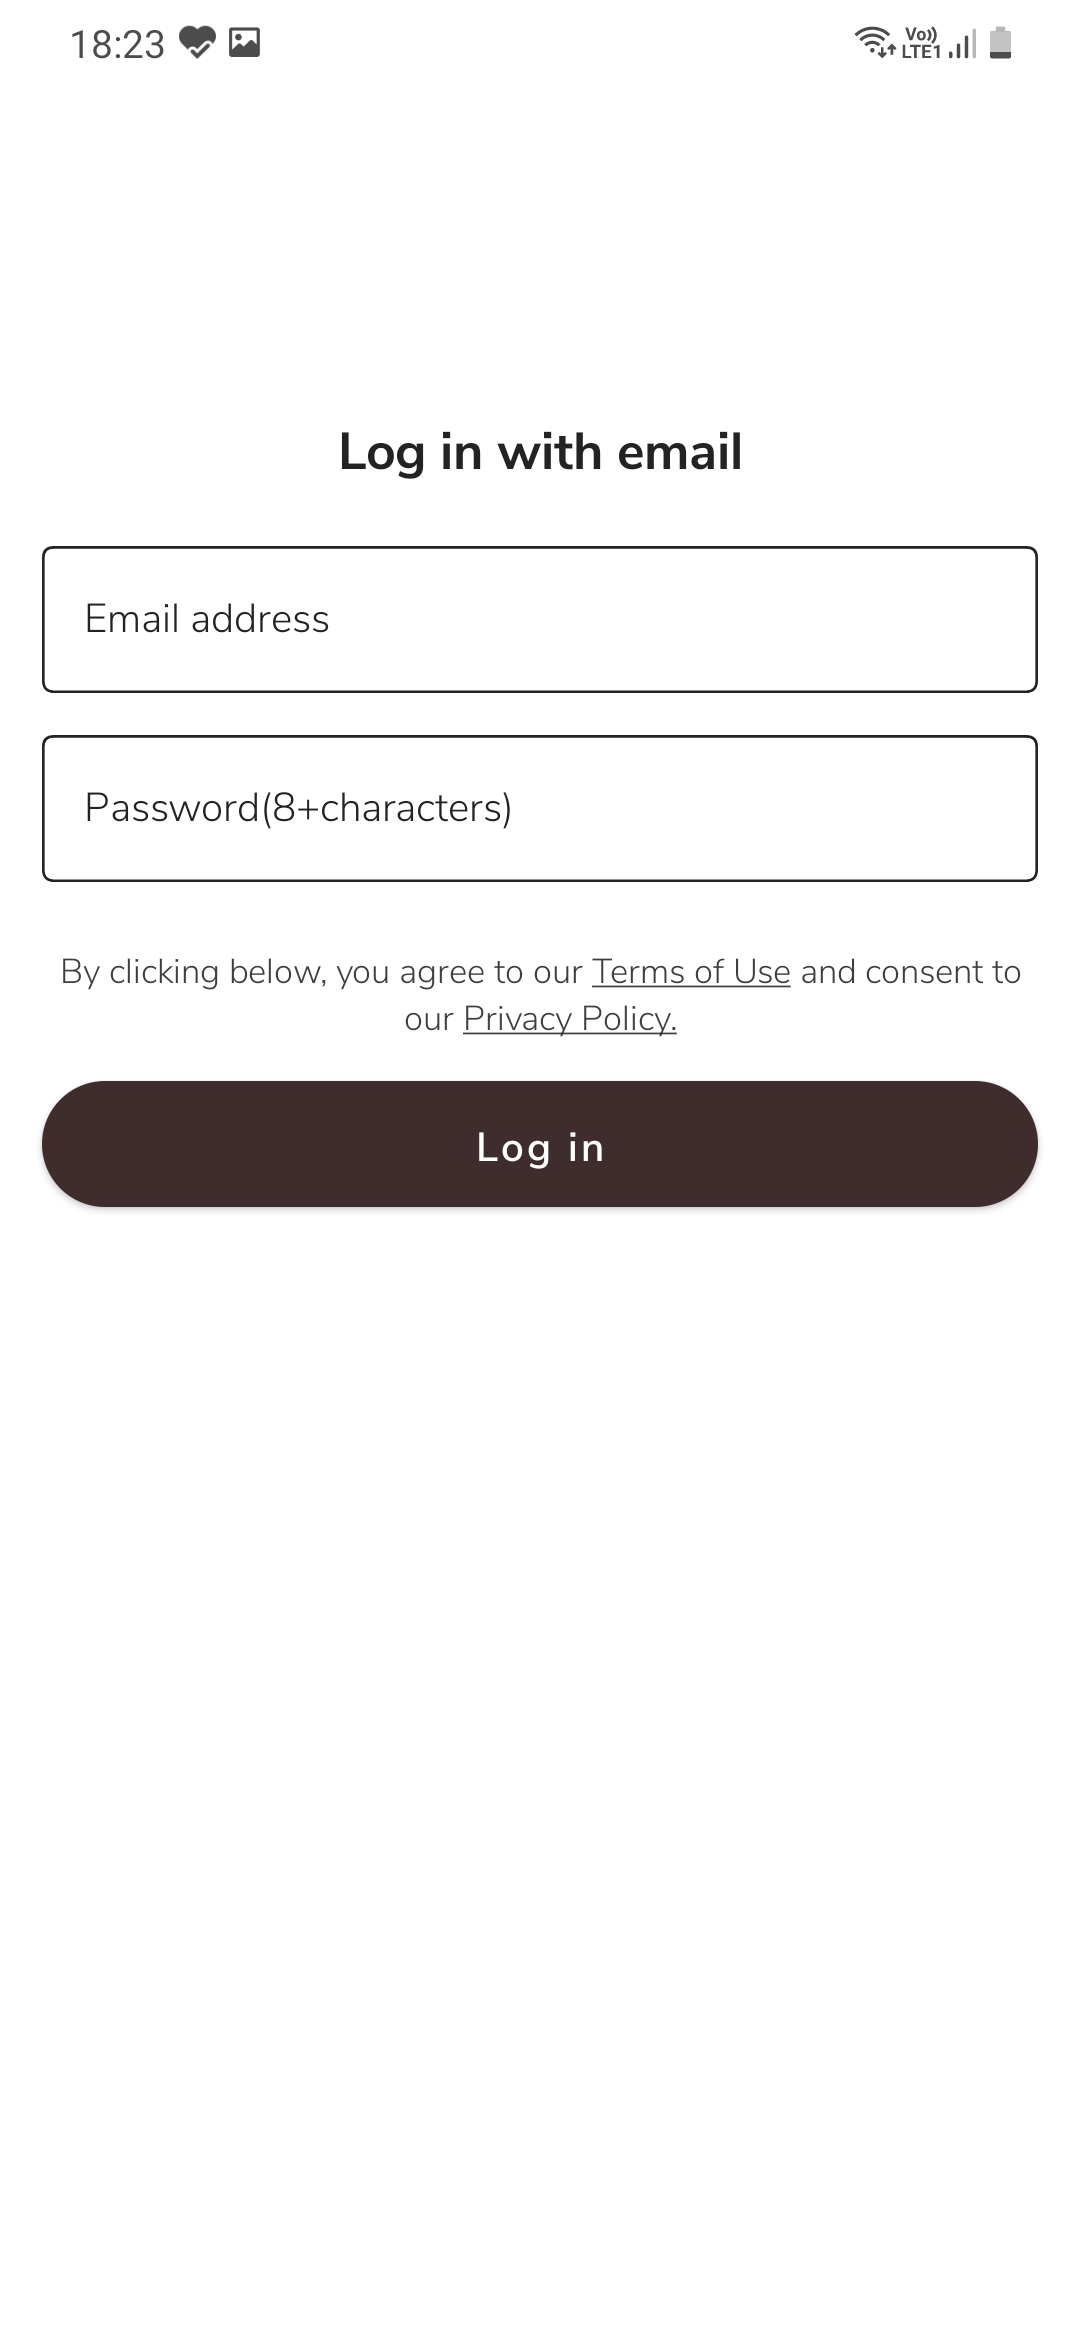 18:23
Vo))
LTE1
Log in with email
Email address
Password(8+characters)
By clicking below, you agree to our Terms of Use and consent to
our Privacy Policy.
Log in